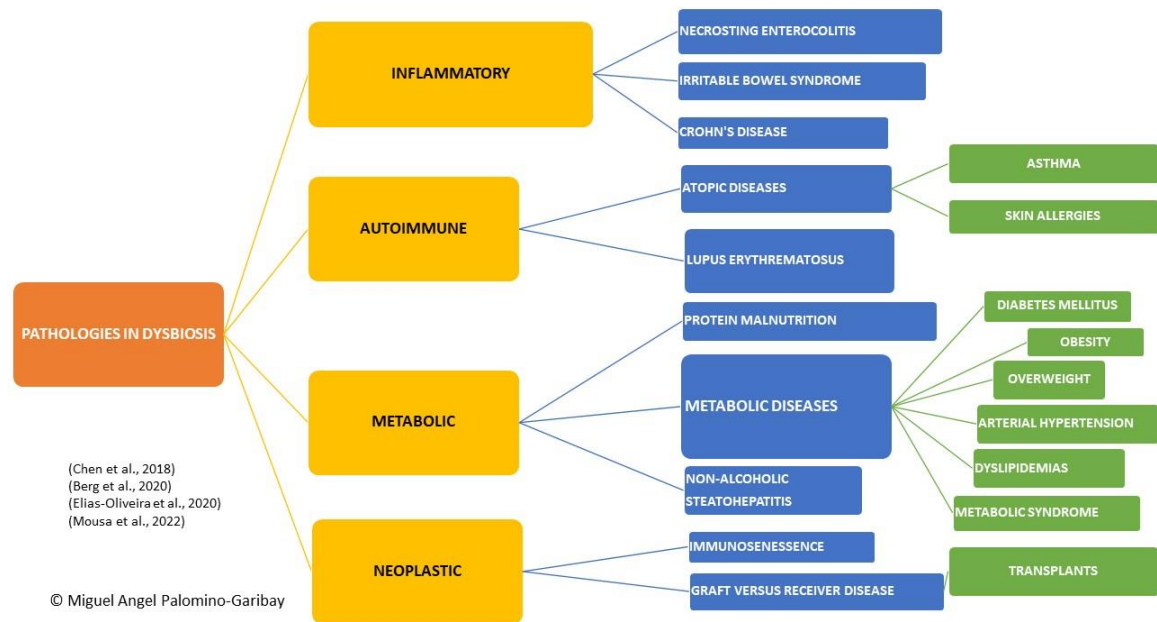 PATHOLOGIES IN DYSBIOSIS
INFLAMMATORY
NECROSTING ENTEROCOLITIS
IRRITABLE BOWEL SYNDROME
CROHN'S DISEASE
AUTOIMMUNE
ATOPIC DISEASES
ASTHMA
SKIN ALLERGIES
LUPUS ERYTHREMATOSUS
METABOLIC
PROTEIN MALNUTRITION
METABOLIC DISEASES
DIABETES MELLITUS
OBESITY
OVERWEIGHT
ARTERIAL HYPERTENSION
DYSLIPIDEMIAS
METABOLIC SYNDROME
NON-ALCOHOLIC
STEATOHEPATITIS
NEOPLASTIC
IMMUNOSENESSENCE
GRAFT VERSUS RECEIVER DISEASE
TRANSPLANTS
(Chen et al., 2018)
(Berg et al., 2020)
(Elias-Oliveira et al., 2020)
(Mousa et al., 2022)
© Miguel Angel Palomino-Garibay